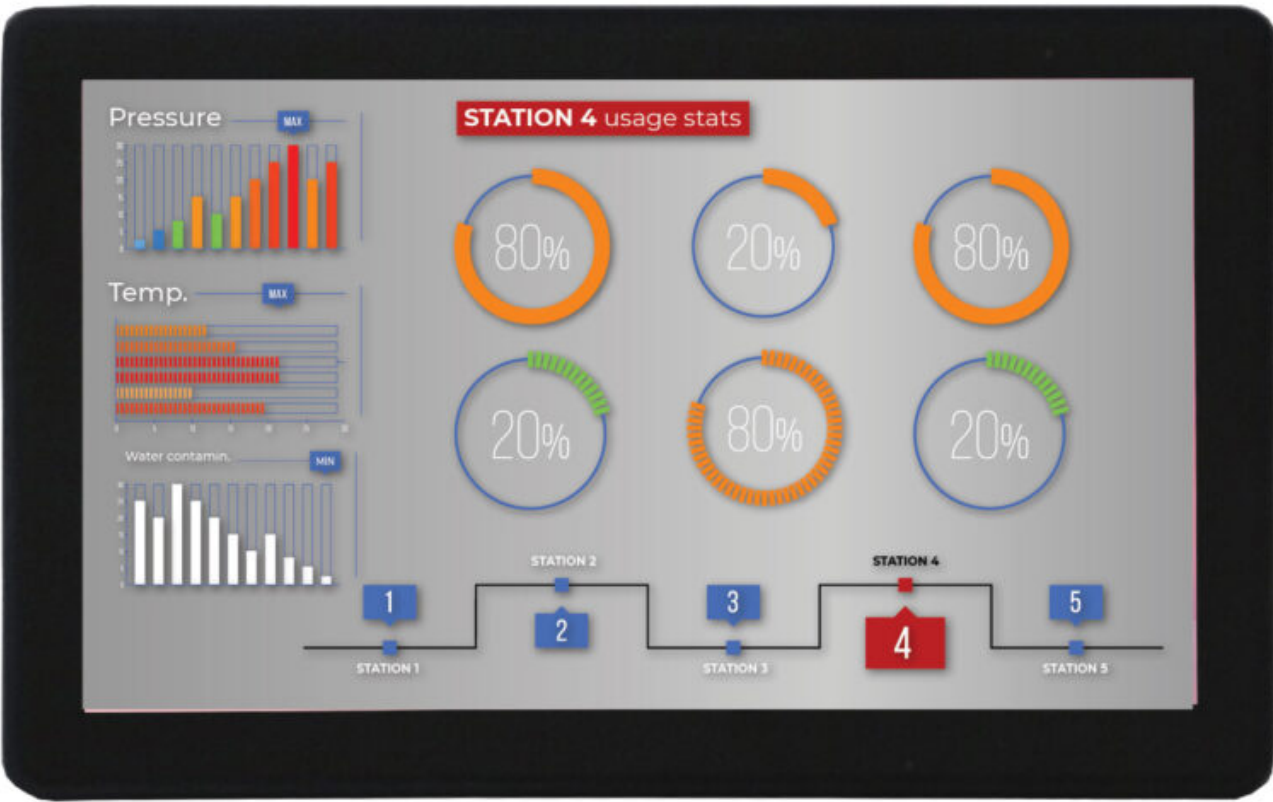 Pressure
MAX
STATION 4 usage stats
80%
20%
80%
Temp.
MAX
20%
80%
20%
Water contamin.
MIN
STATION 2
STATION 4
1
2
3
4
5
STATION 1
STATION 3
STATION 5